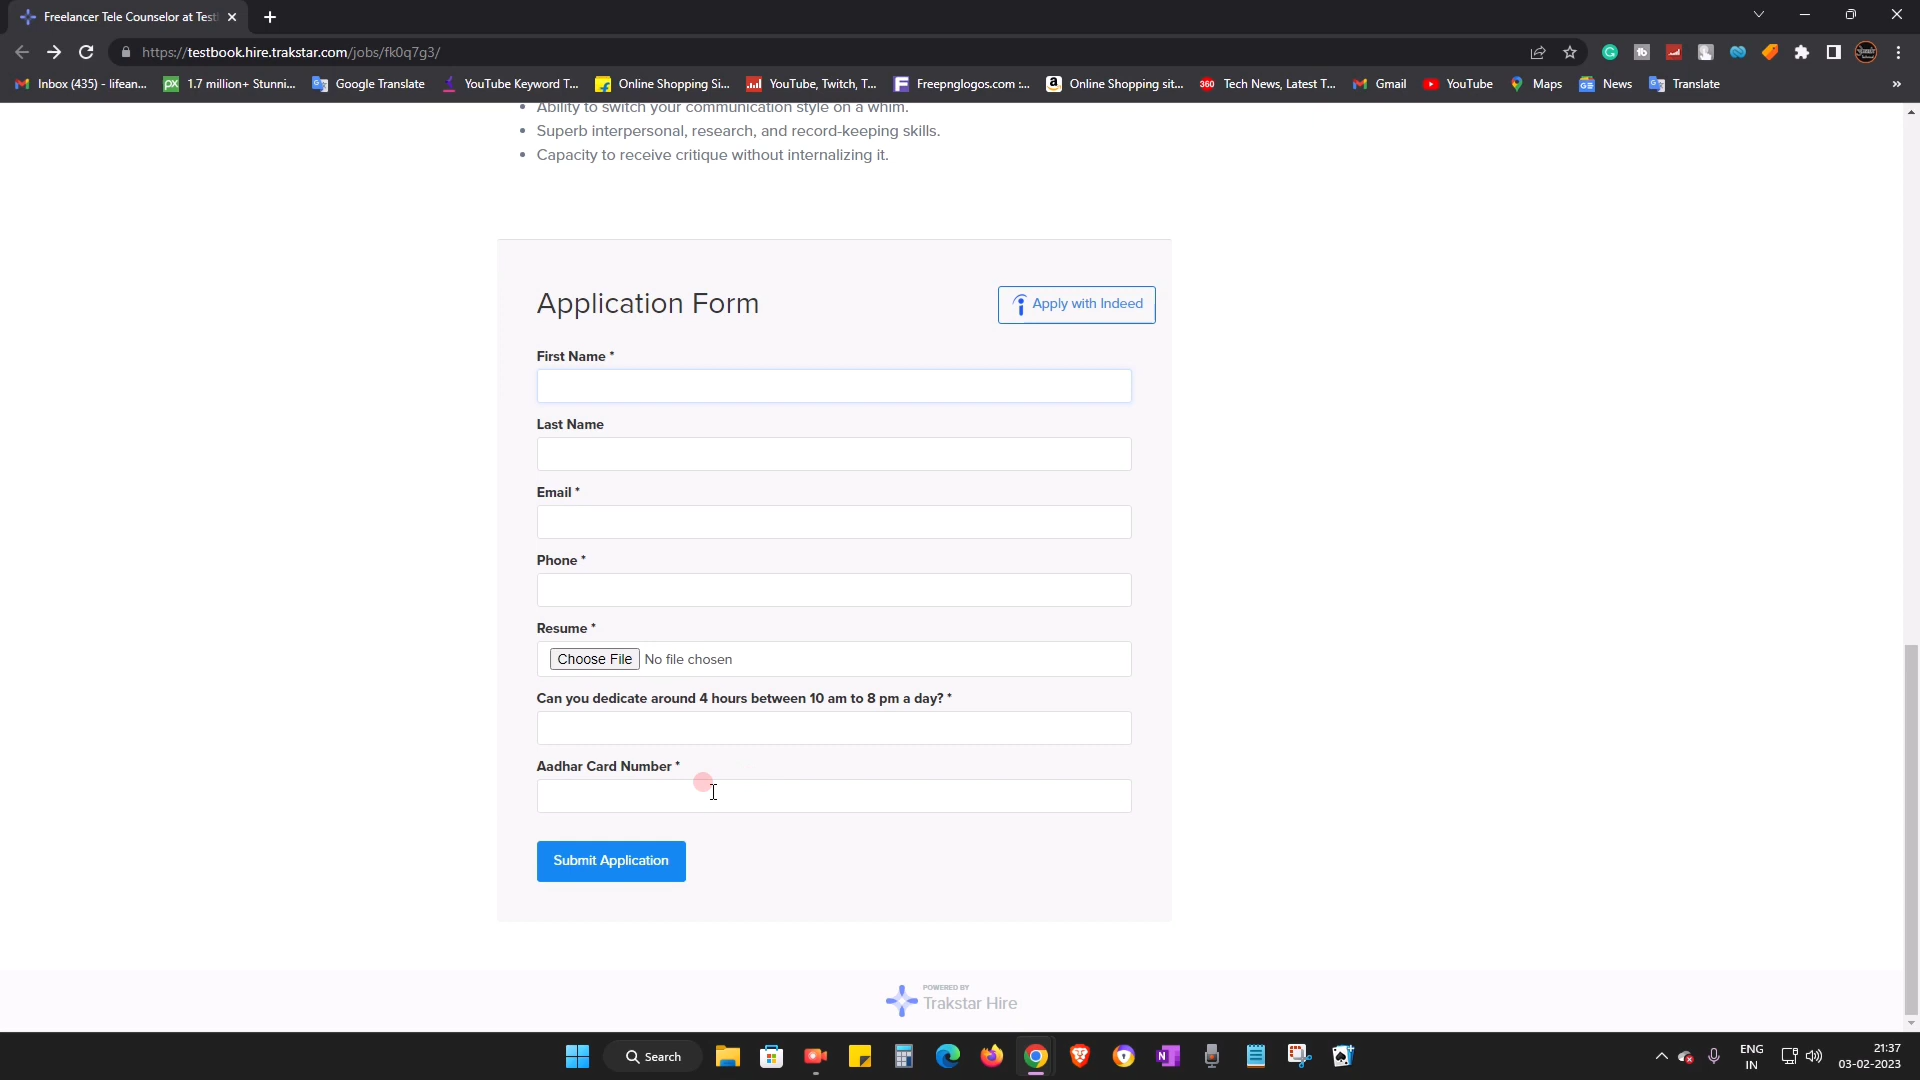 Freelancer Tele Counselor at Test
https://testbook.hire.trakstar.com/jobs/fk0q7g3/
Inbox (435) - lifean...
1.7 million+ Stunni...
Google Translate
YouTube Keyword T...
Online Shopping Si...
YouTube, Twitch, T...
Freepnglogos.com :...
Online Shopping sit...
Tech News, Latest T...
Gmail
YouTube
Maps
News
Translate
»
• Ability to switch your communication style on a whim.
• Superb interpersonal, research, and record-keeping skills.
• Capacity to receive critique without internalizing it.
Application Form
Apply with Indeed
First Name *
Last Name
Email *
Phone *
Resume *
Choose File No file chosen
Can you dedicate around 4 hours between 10 am to 8 pm a day? *
Aadhar Card Number *
Submit Application
POWERED BY
Trakstar Hire
Search
ENG
IN
21:37
03-02-2023